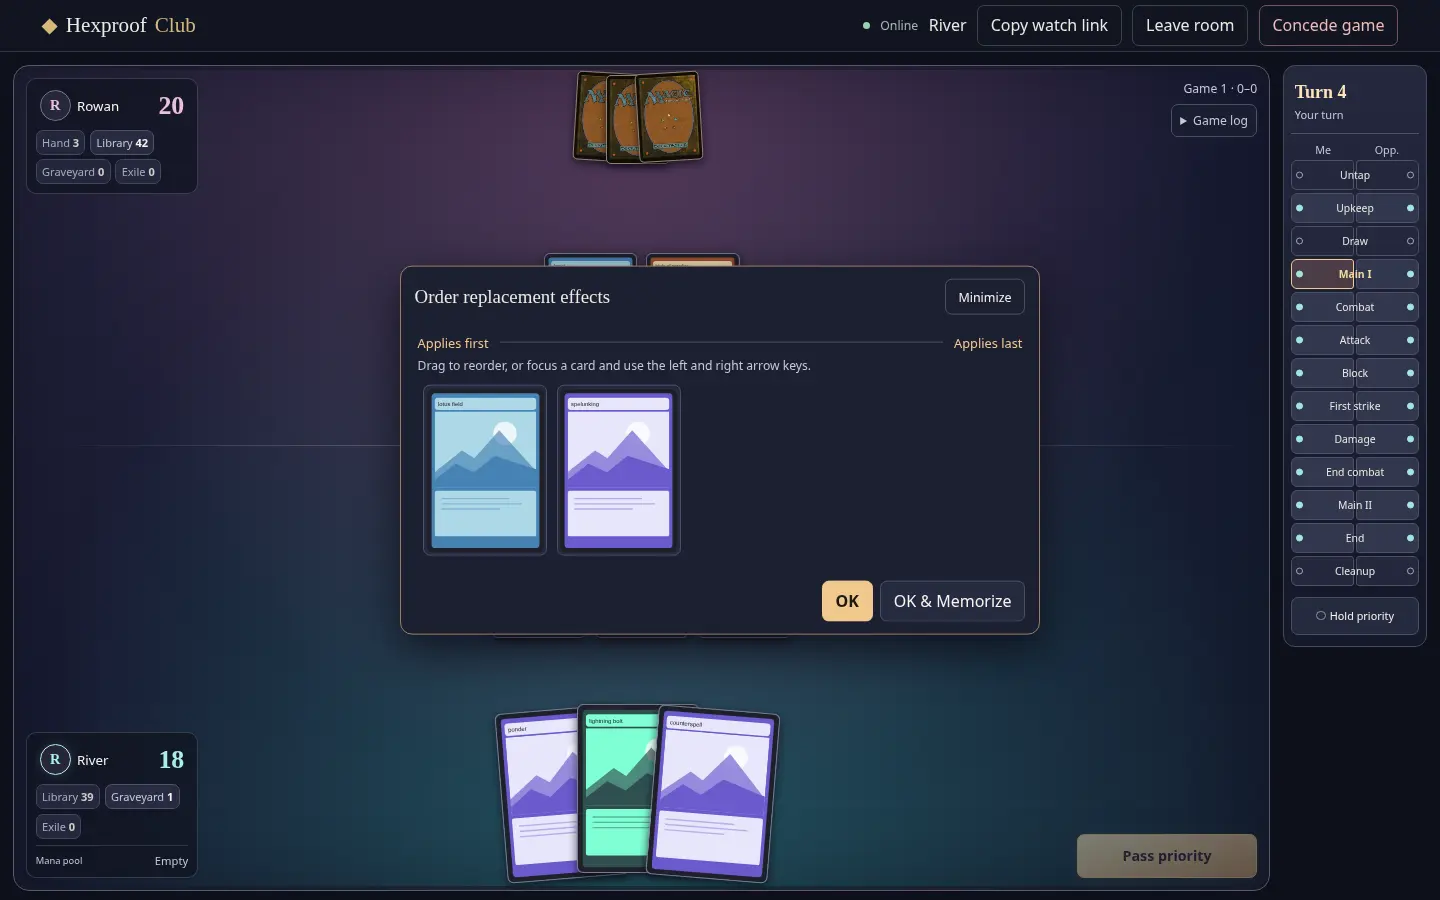 Hexproof Club
Online River Copy watch link Leave room Concede game
R Rowan 20
Hand 3 Library 42
Graveyard 0 Exile 0
Game 1 · 0–0
Game log
Turn 4
Your turn
Me Opp.
Untap
Upkeep
Draw
Main I
Combat
Attack
Block
First strike
Damage
End combat
Main II
End
Cleanup
Hold priority
Order replacement effects
Minimize
Applies first Applies last
Drag to reorder, or focus a card and use the left and right arrow keys.
lotus field spelunking
OK OK & Memorize
gonder lightning bolt counterspell
R River 18
Library 39 Graveyard 1
Exile 0
Mana pool Empty
Pass priority